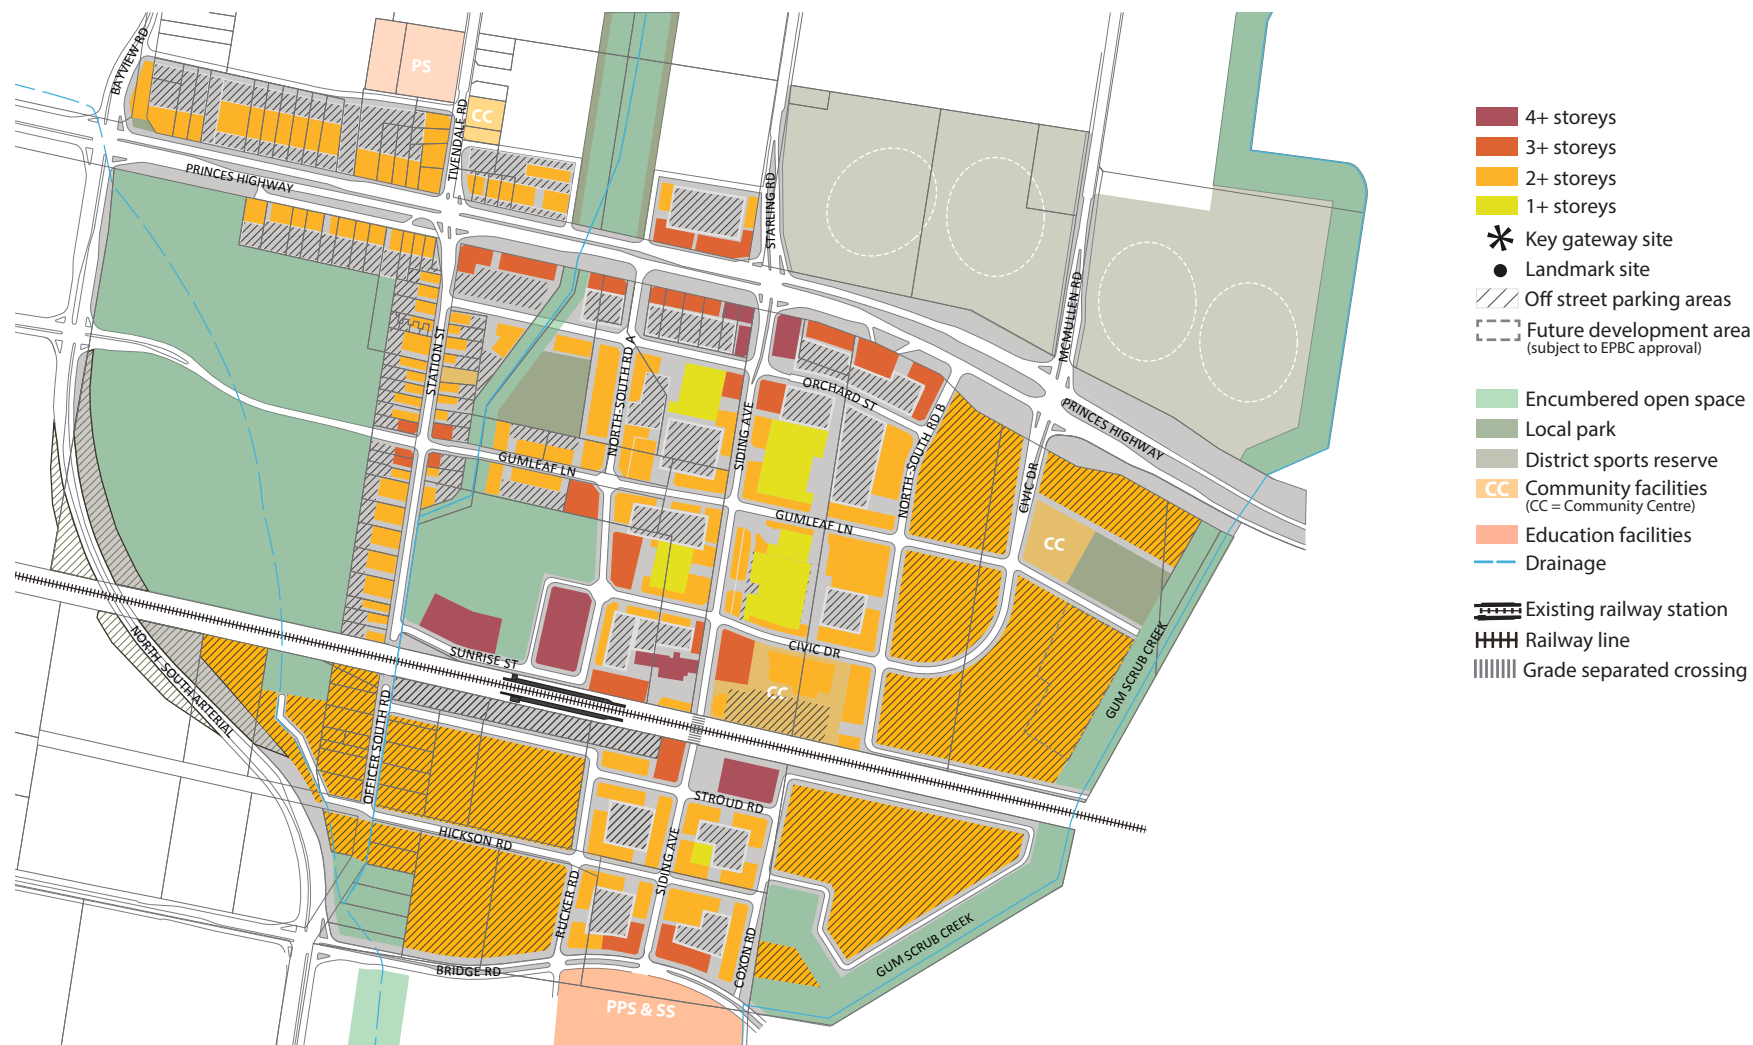 BAYVIEW RD
PS
CC
TIVENDALE RD
PRINCES HIGHWAY
STARLING RD
MCMULLEN RD
STATION ST
NORTH-SOUTH RD A
ORCHARD ST
SIDING AVE
NORTH-SOUTH RD B
PRINCES HIGHWAY
GUMLEAF LN
CIVIC DR
GUMLEAF LN
CC
NORTH-SOUTH ARTERIAL
SUNRISE ST
CIVIC DR
CC
GUM SCRUB CREEK
OFFICER SOUTH RD
STROUD RD
HICKSON RD
SIDING AVE
RUCKER RD
COXON RD
GUM SCRUB CREEK
BRIDGE RD
PPS & SS
4+ storeys
3+ storeys
2+ storeys
1+ storeys
Key gateway site
Landmark site
Off street parking areas
Future development area
(subject to EPBC approval)
Encumbered open space
Local park
District sports reserve
CC Community facilities
(CC = Community Centre)
Education facilities
Drainage
Existing railway station
Railway line
Grade separated crossing